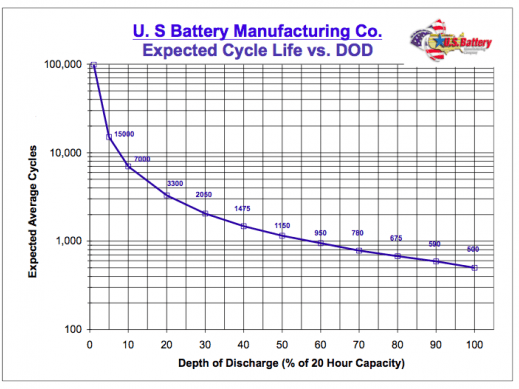 U. S Battery Manufacturing Co.
Expected Cycle Life vs. DOD
U.S. Battery
100,000
15000
10,000
7000
3300
2050
1475
1150
950
780
675
590
500
1,000
100
Expected Average Cycles
0 10 20 30 40 50 60 70 80 90 100
Depth of Discharge (% of 20 Hour Capacity)